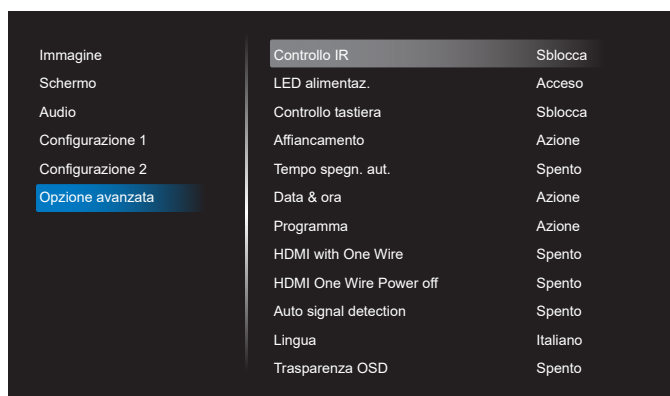 Immagine
Schermo
Audio
Configurazione 1
Configurazione 2
Opzione avanzata
Controllo IR Sblocca
LED alimentaz. Acceso
Controllo tastiera Sblocca
Affiancamento Azione
Tempo spegn. aut. Spento
Data & ora Azione
Programma Azione
HDMI with One Wire Spento
HDMI One Wire Power off Spento
Auto signal detection Spento
Lingua Italiano
Trasparenza OSD Spento